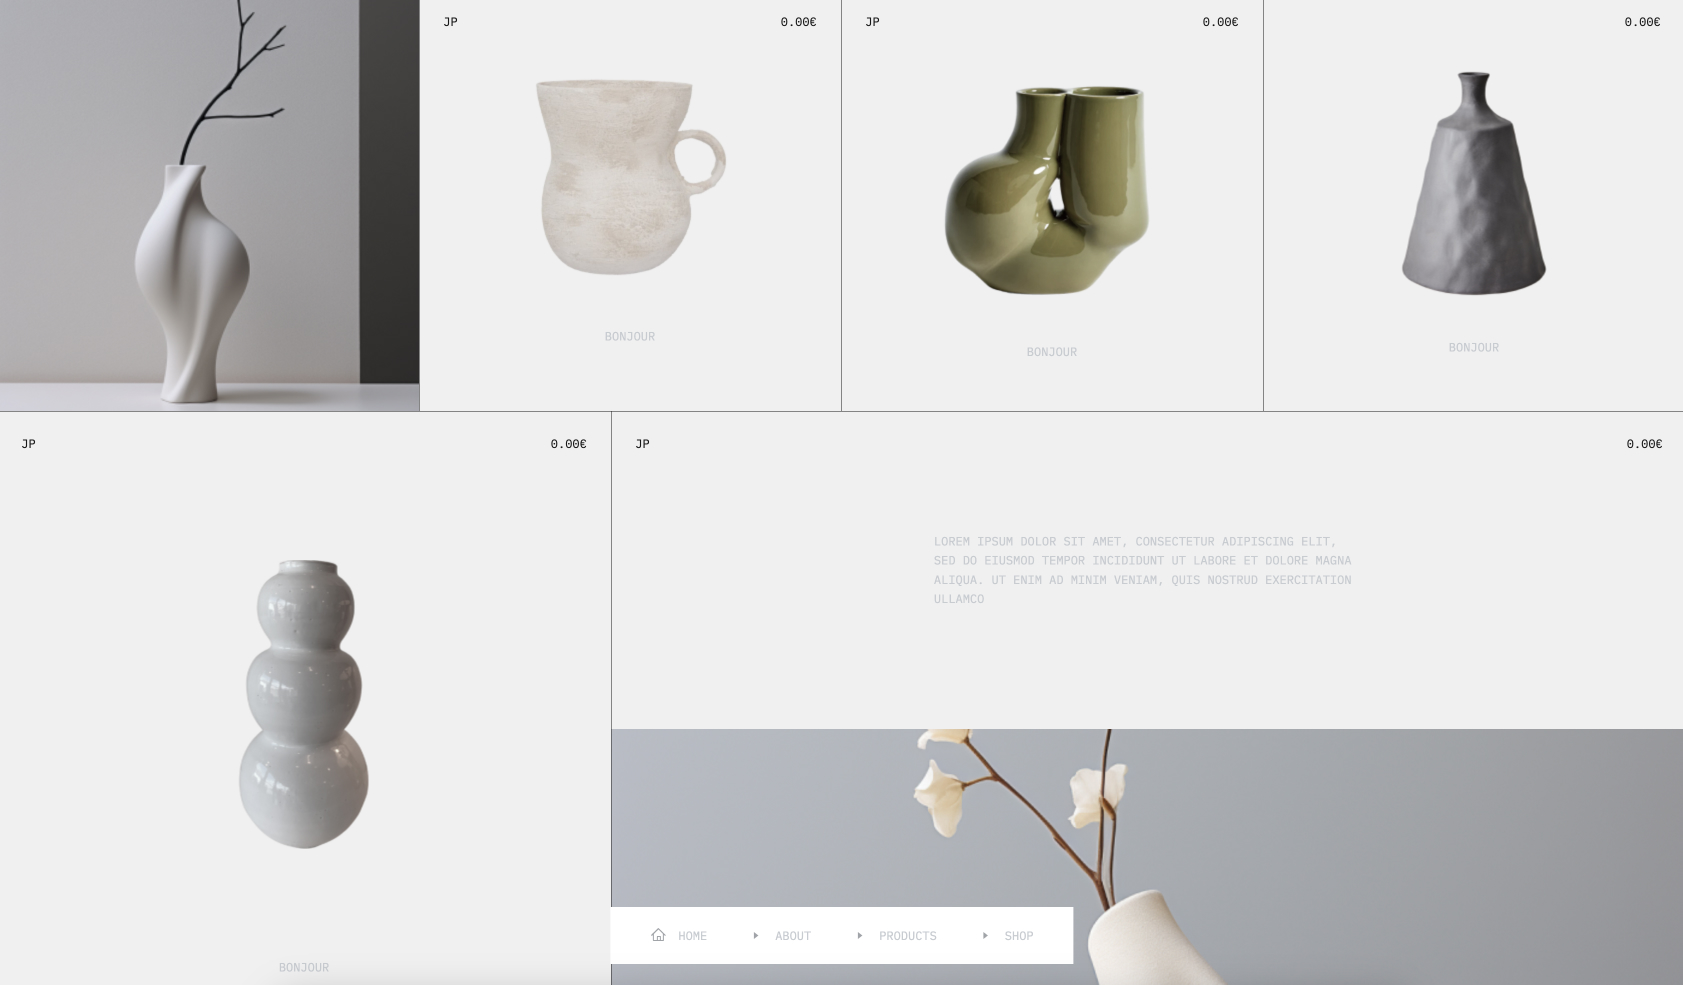 JP
0.00€
BONJOUR
JP
0.00€
BONJOUR
0.00€
BONJOUR
JP
0.00€
BONJOUR
JP
0.00€
LOREM IPSUM DOLOR SIT AMET, CONSECTETUR ADIPISCING ELIT,
SED DO EIUSMOD TEMPOR INCIDIDUNT UT LABORE ET DOLORE MAGNA
ALIQUA. UT ENIM AD MINIM VENIAM, QUIS NOSTRUD EXERCITATION
ULLAMCO
HOME
ABOUT
PRODUCTS
SHOP